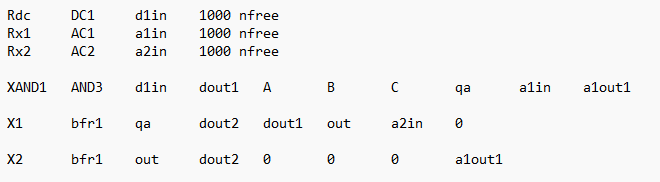 Rdc DC1 d1in 1000 nfree
Rx1 AC1 a1in 1000 nfree
Rx2 AC2 a2in 1000 nfree
XAND1 AND3 d1in dout1 A B C qa a1in a1out1
X1 bfr1 qa dout2 dout1 out a2in 0
X2 bfr1 out dout2 0 0 0 a1out1